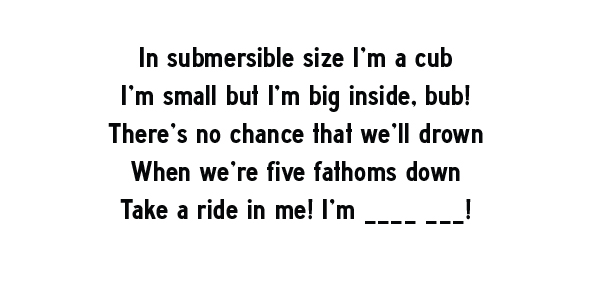 In submersible size I'm a cub
I'm small but I'm big inside, bub!
There's no chance that we'll drown
When we're five fathoms down
Take a ride in me! I'm ____ ___!